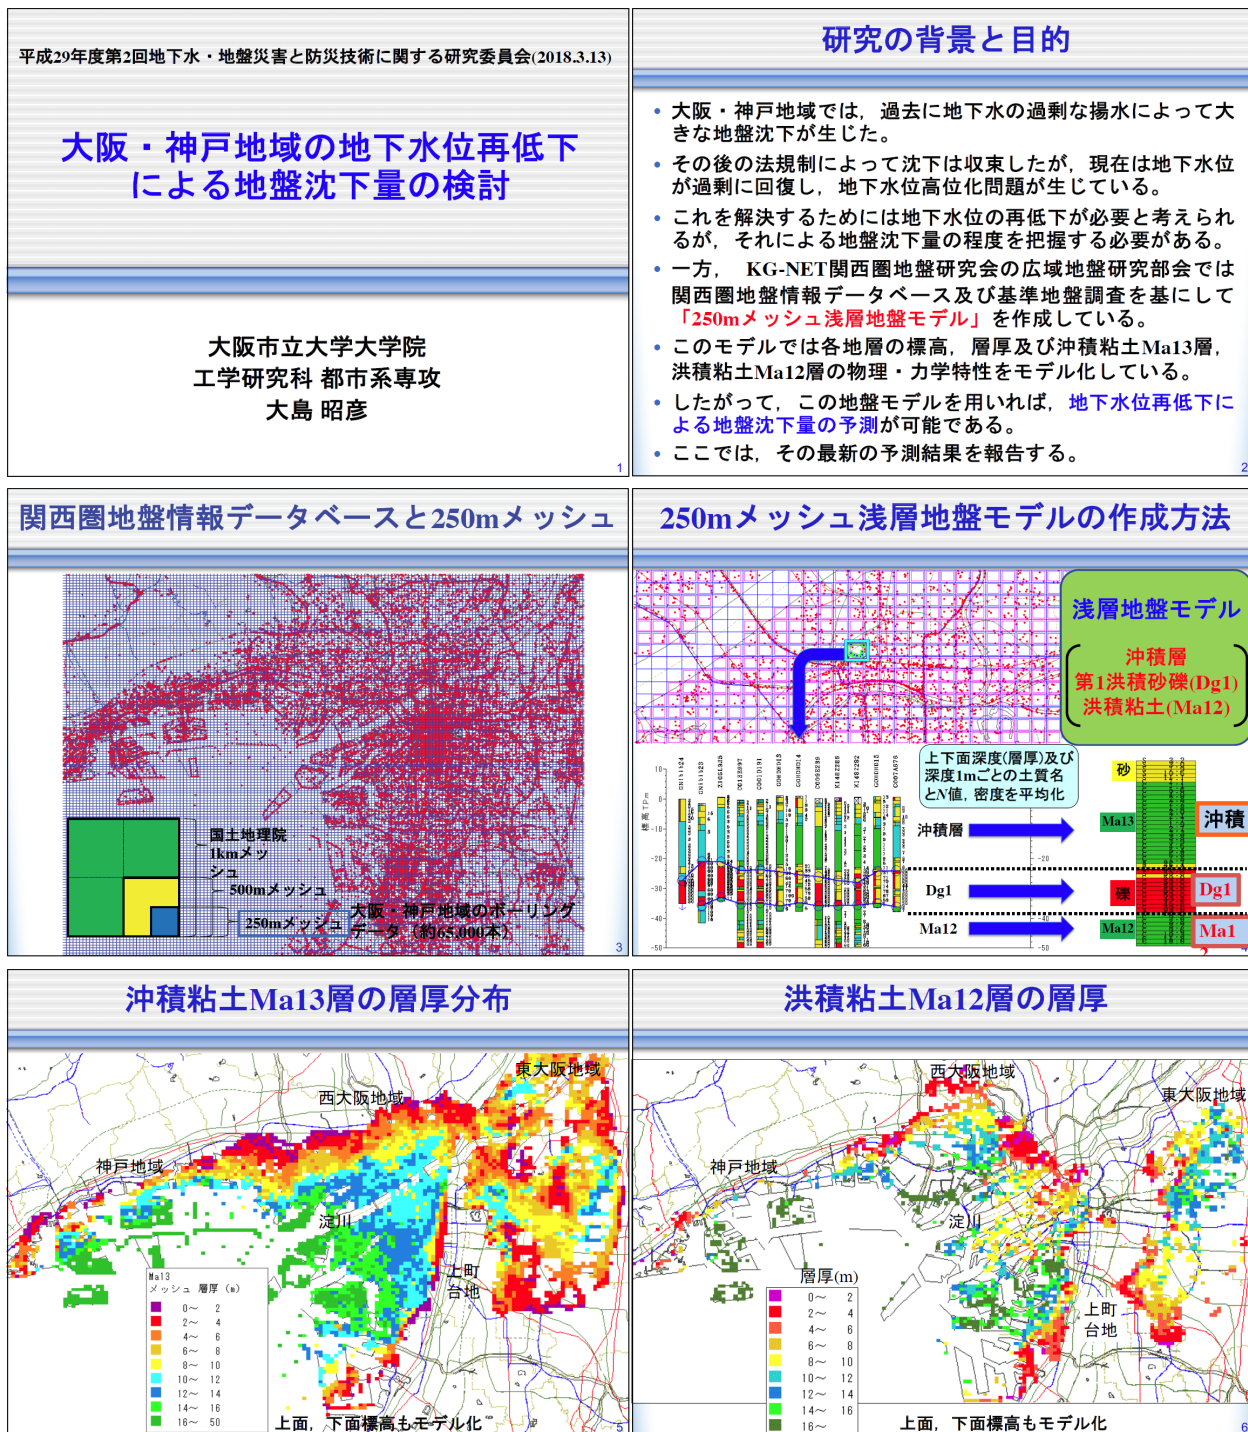 平成29年度第2回地下水・地盤災害と防災技術に関する研究委員会(2018.3.13)
大阪・神戸地域の地下水位再低下
による地盤沈下量の検討
大阪市立大学大学院
工学研究科 都市系専攻
大島 昭彦
1
研究の背景と目的
• 大阪・神戸地域では，過去に地下水の過剰な揚水によって大
きな地盤沈下が生じた。
• その後の法規制によって沈下は収束したが，現在は地下水位
が過剰に回復し，地下水位高位化問題が生じている。
• これを解決するためには地下水位の再低下が必要と考えられ
るが，それによる地盤沈下量の程度を把握する必要がある。
• 一方， KG-NET関西圏地盤研究会の広域地盤研究部会では
関西圏地盤情報データベース及び基準地盤調査を基にして
「250mメッシュ浅層地盤モデル」を作成している。
• このモデルでは各地層の標高，層厚及び沖積粘土Ma13層，
洪積粘土Ma12層の物理・力学特性をモデル化している。
• したがって，この地盤モデルを用いれば，地下水位再低下に
よる地盤沈下量の予測が可能である。
• ここでは，その最新の予測結果を報告する。
2
関西圏地盤情報データベースと250mメッシュ
国土地理院
1kmメッ
シュ
500mメッシュ
250mメッシュ
大阪・神戸地域のボーリング
データ（約65,000本）
3
250mメッシュ浅層地盤モデルの作成方法
浅層地盤モデル
沖積層
第1洪積砂礫(Dg1)
洪積粘土(Ma12)
上下面深度(層厚)及び
深度1mごとの土質名
とN値，密度を平均化
標高TPm
10
0
-10
-20
-30
-40
-50
沖積層
Dg1
Ma12
-20
-30
-40
-50
砂
Ma13
礫
Ma12
沖積
Dg1
Ma1
2
沖積粘土Ma13層の層厚分布
東大阪地域
西大阪地域
神戸地域
淀川
上町
台地
Ma13
メッシュ 層厚 (m)
0～ 2
2～ 4
4～ 6
6～ 8
8～ 10
10～ 12
12～ 14
14～ 16
16～ 50
上面，下面標高もモデル化
5
洪積粘土Ma12層の層厚
西大阪地域
東大阪地域
神戸地域
淀川
上町
台地
層厚(m)
0～ 2
2～ 4
4～ 6
6～ 8
8～ 10
10～ 12
12～ 14
14～ 16
16～
上面，下面標高もモデル化
6